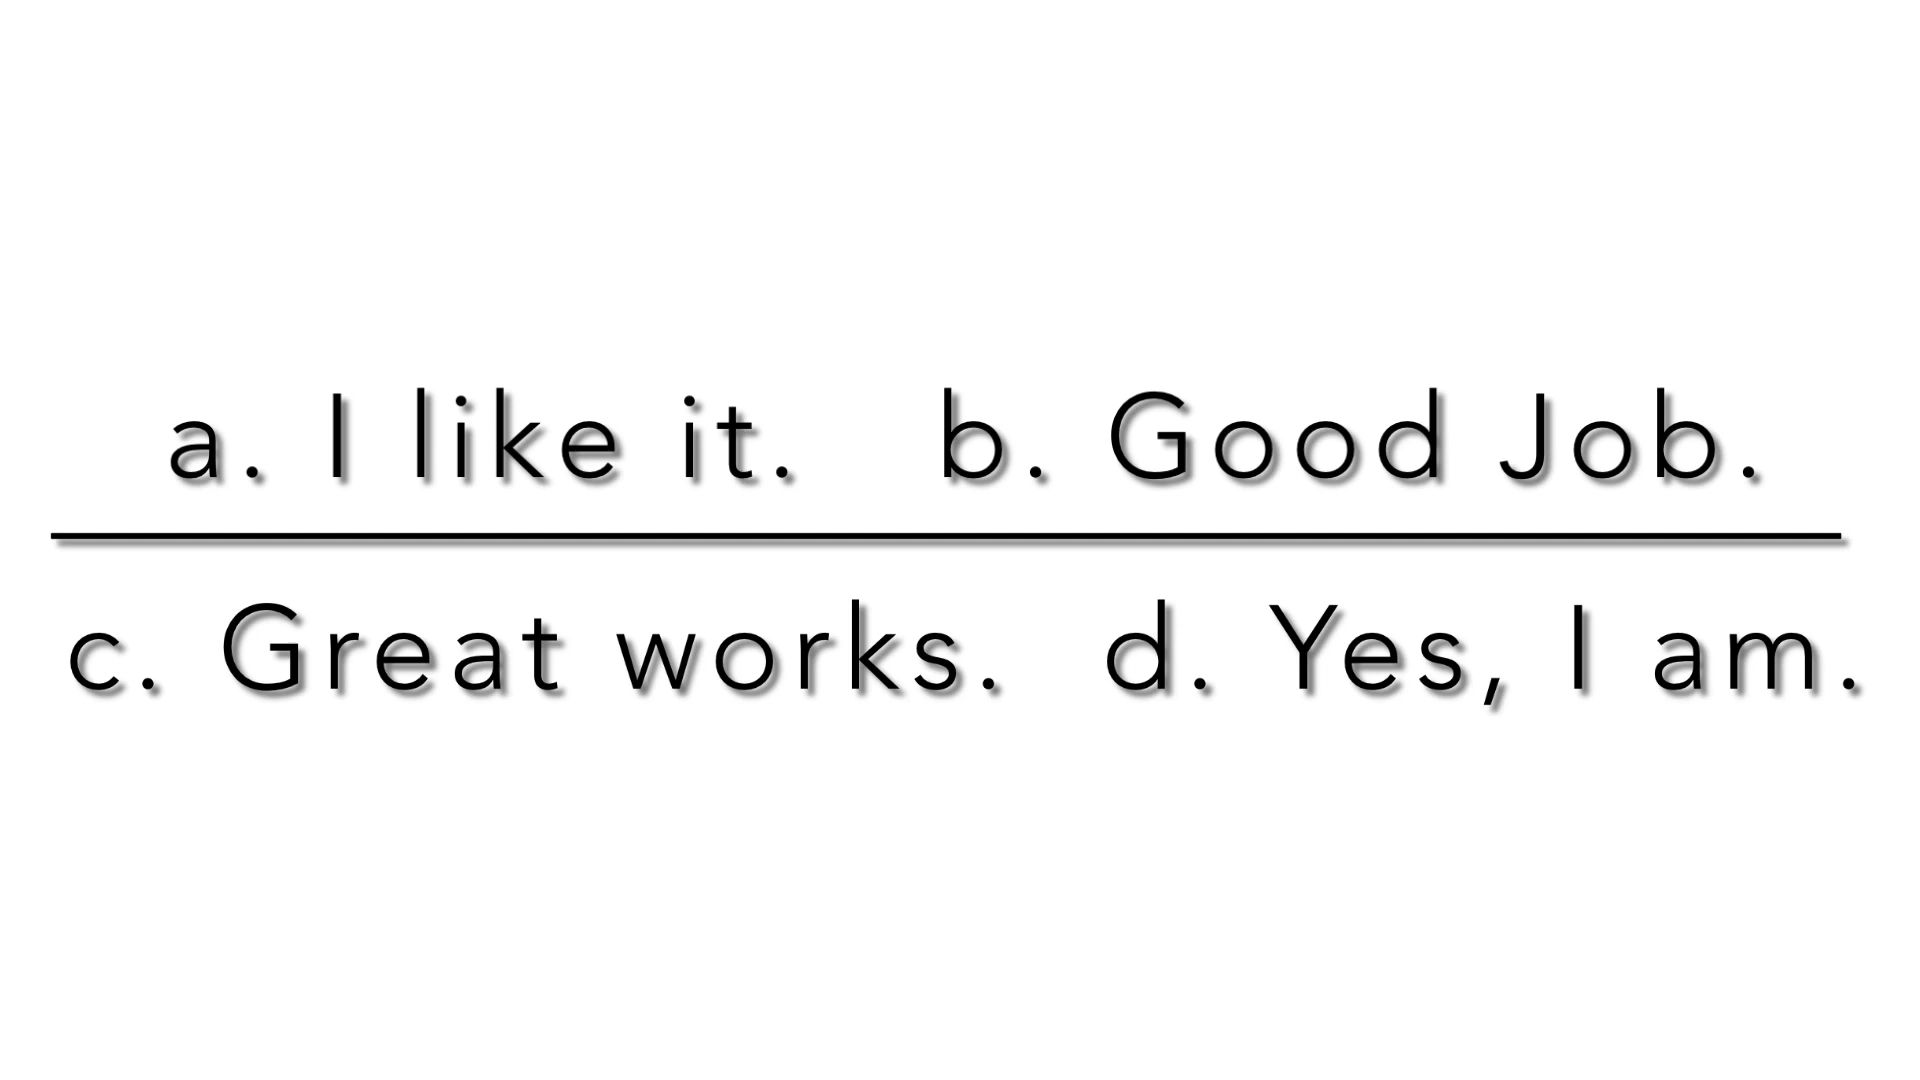 a. I like it. b. Good Job.
c. Great works. d. Yes, I am.